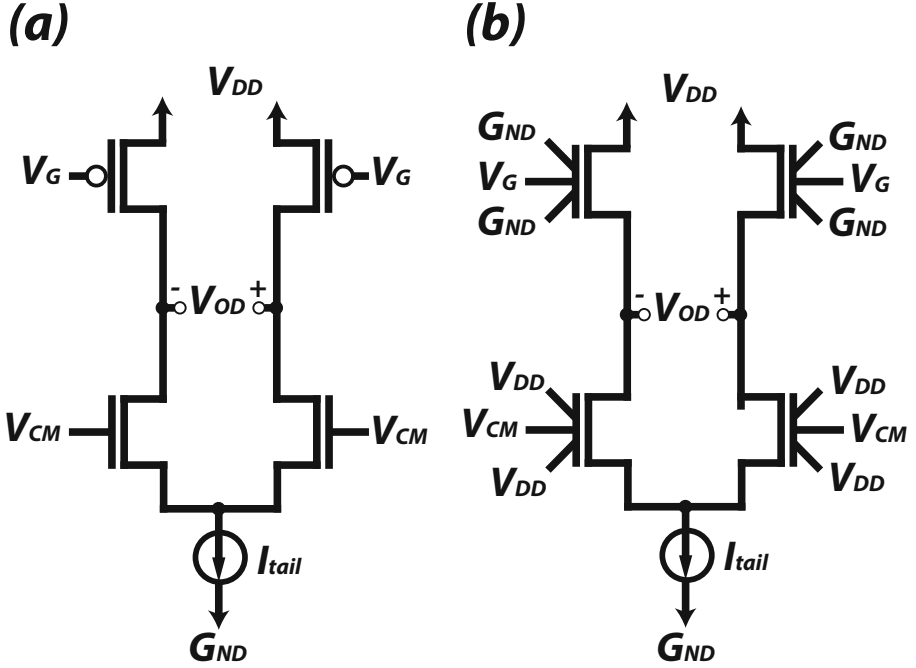 (a)
VDD
VG
VG
- VOD +
VCM
VCM
Itail
GND
(b)
VDD
GND
VG
GND
GND
VG
GND
- VOD +
VDD
VCM
VDD
VDD
VCM
VDD
Itail
GND